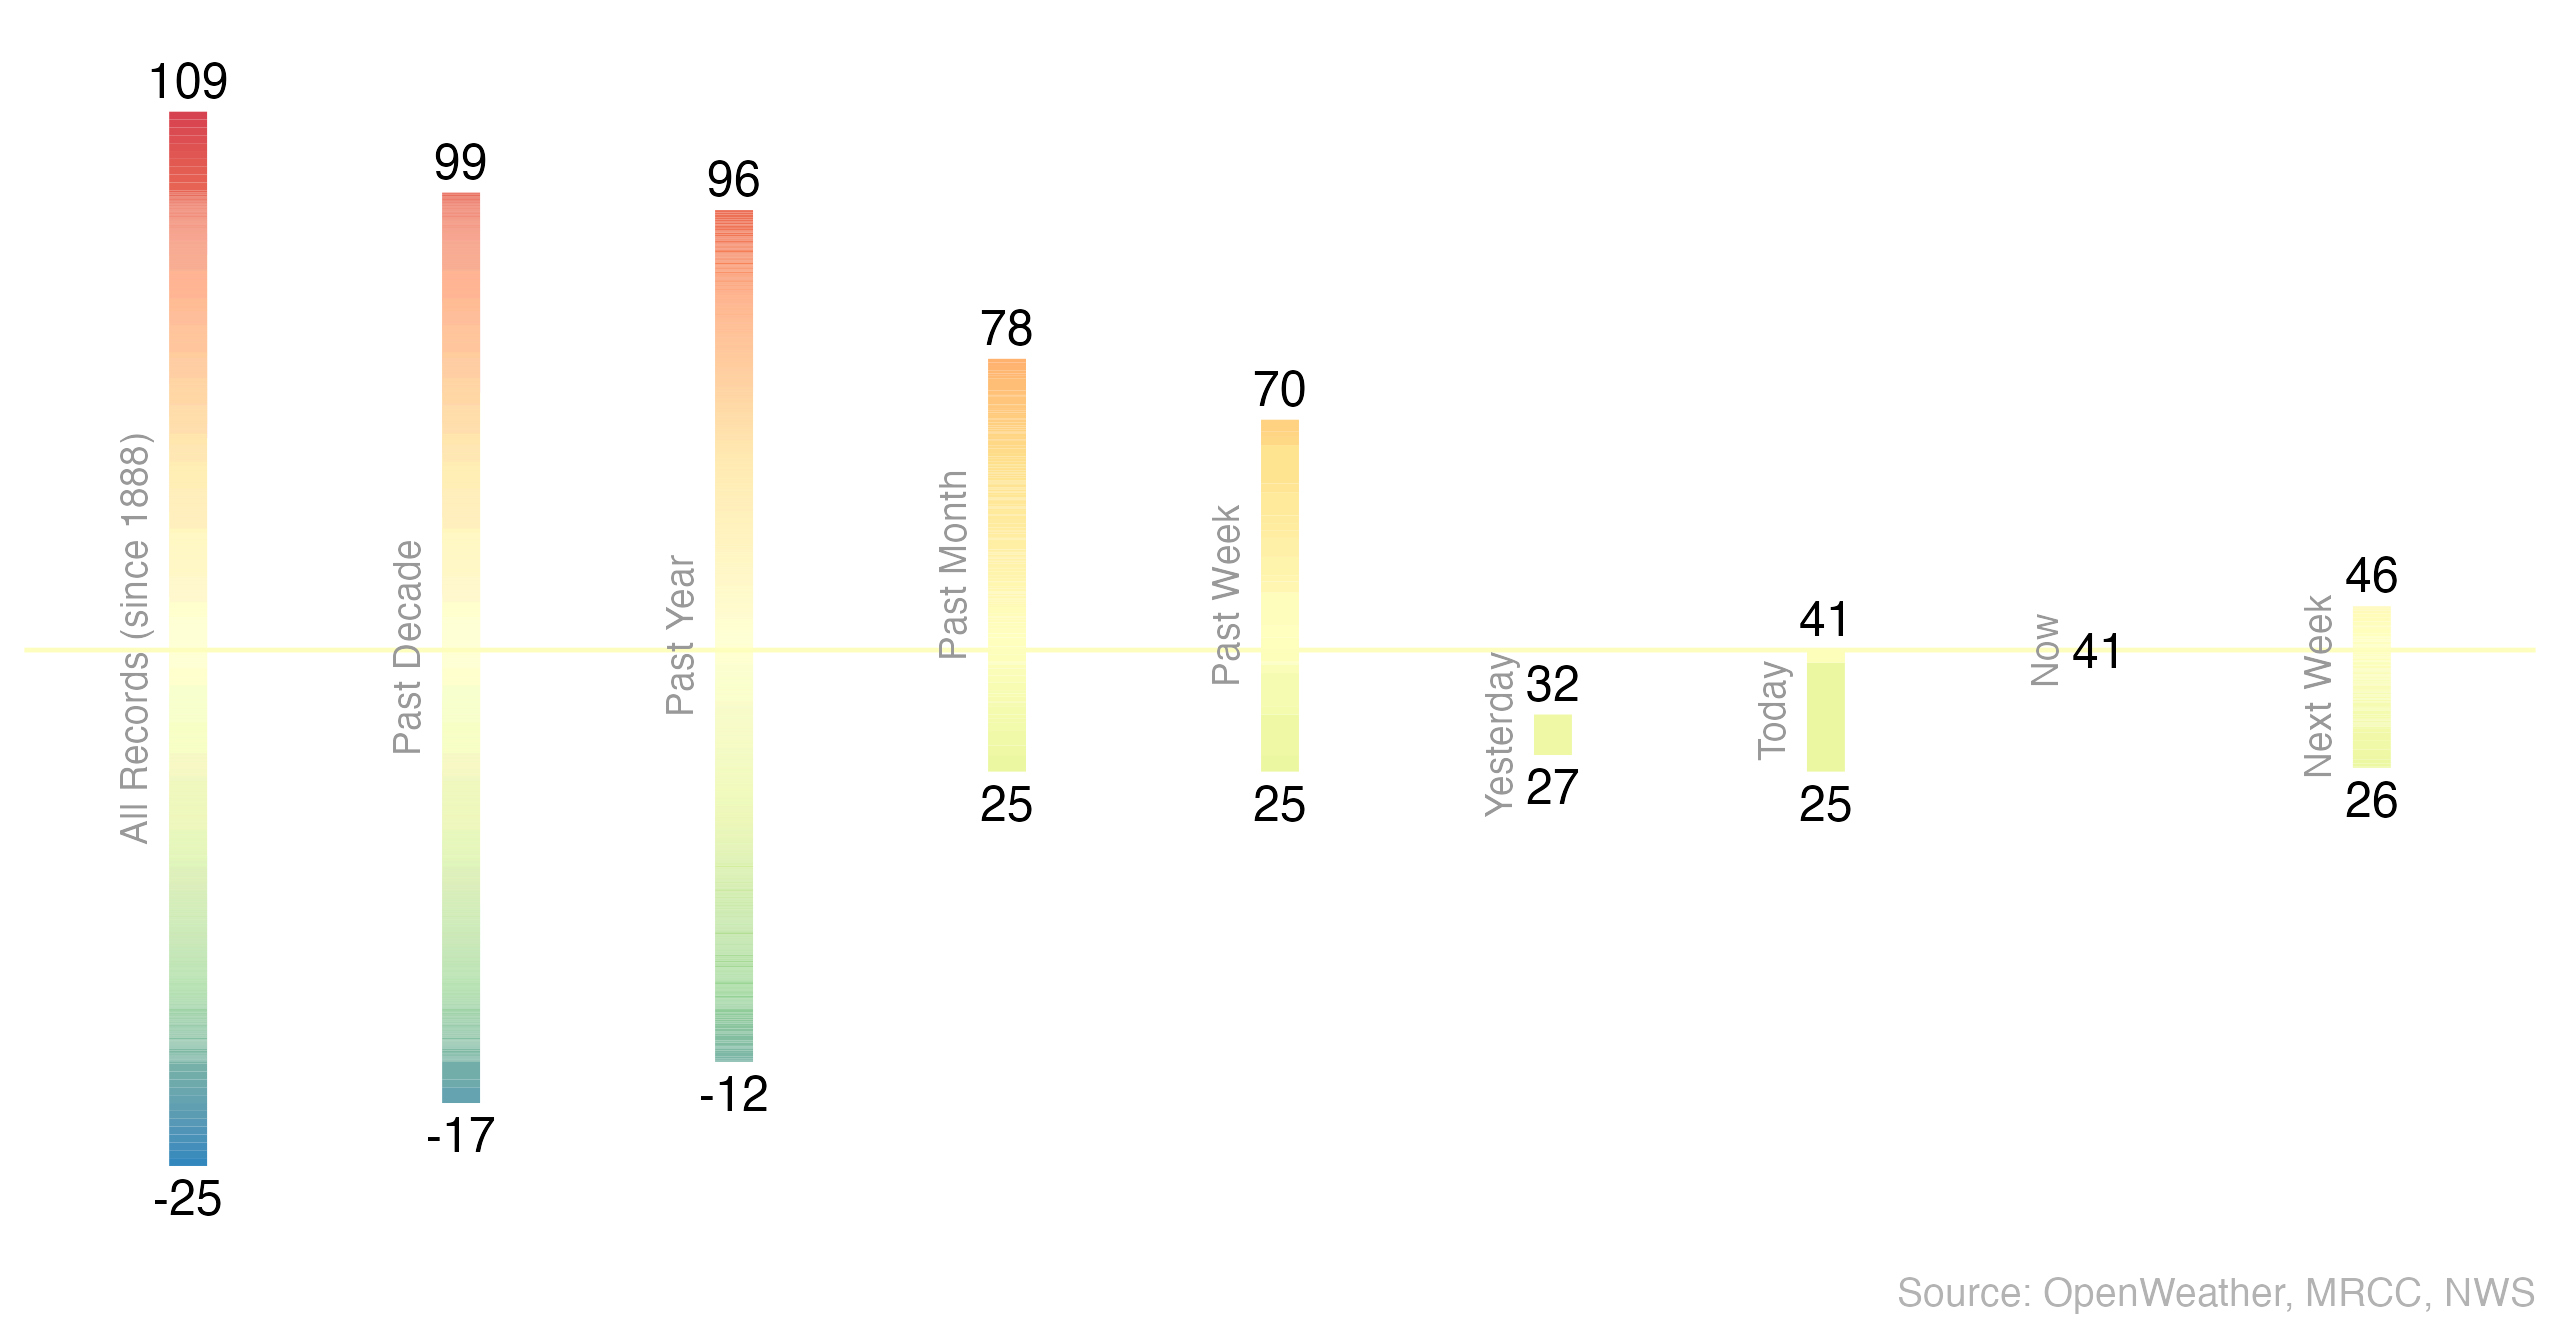 109
All Records (since 1888)
-25
99
Past Decade
-17
96
Past Year
-12
78
Past Month
25
70
Past Week
25
Yesterday
32
27
41
Today
25
Now
41
46
Next Week
26
Source: OpenWeather, MRCC, NWS